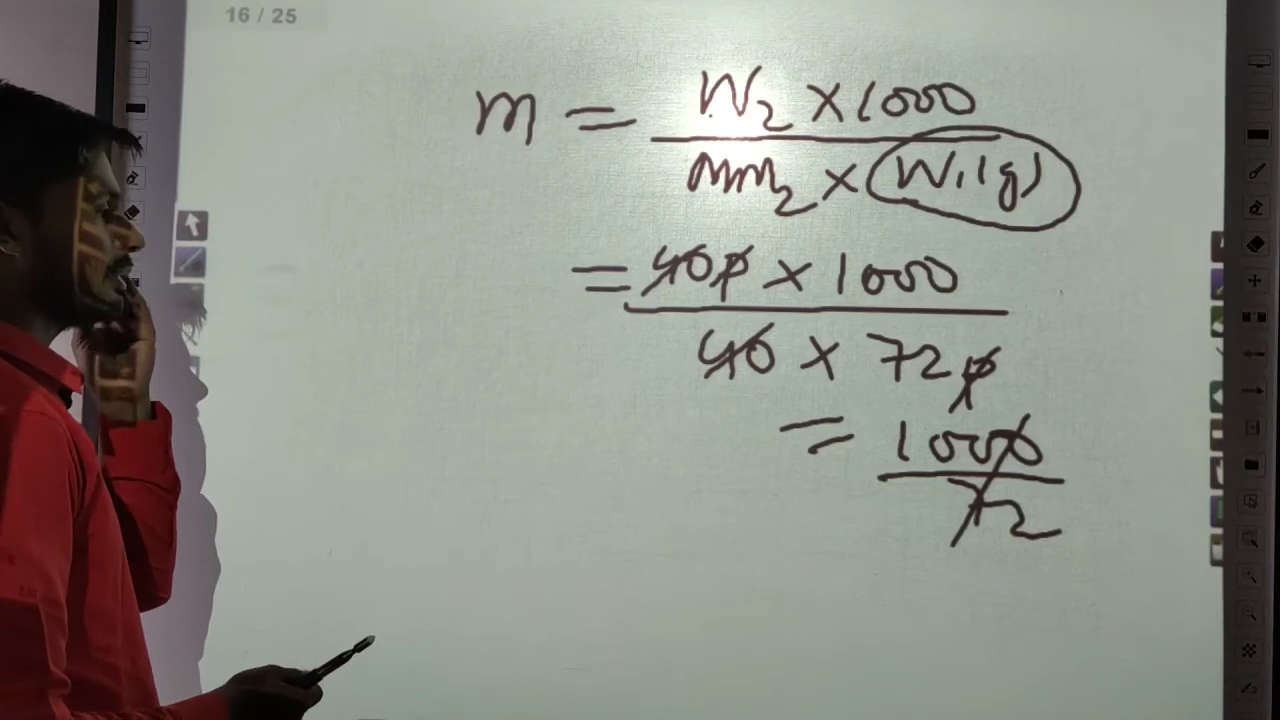 16 / 25
m = W₂ × 1000
MM₂ × W₁(g)
= 400 × 1000
40 × 720
= 1000
72